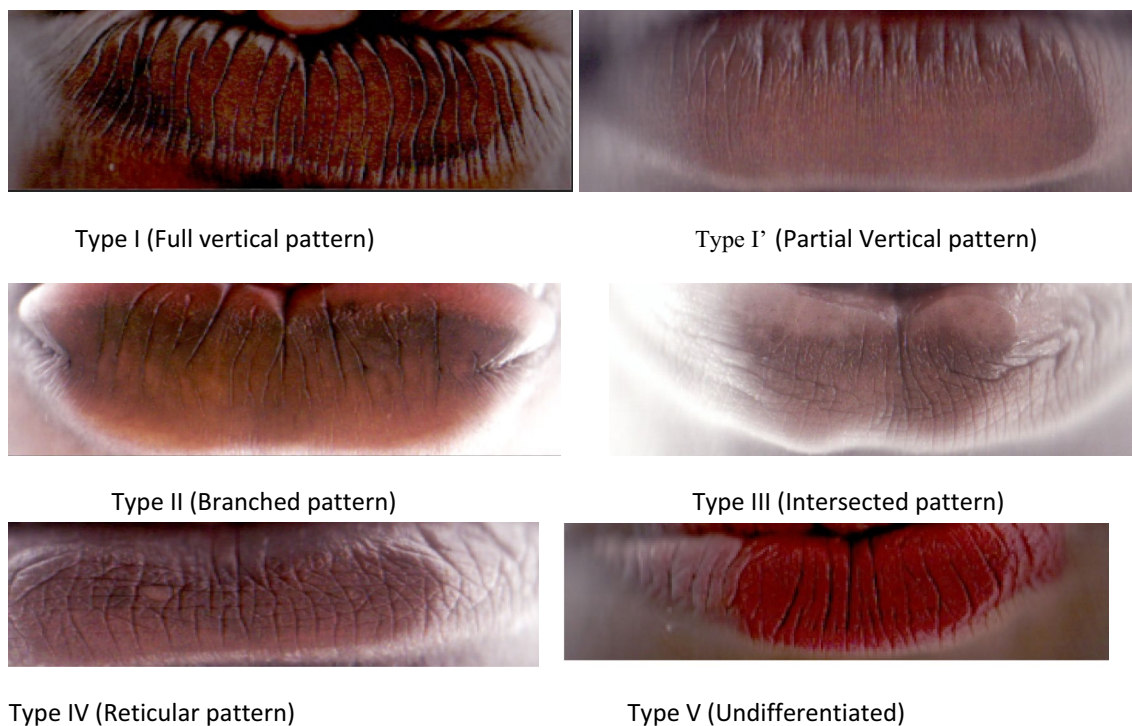 Type I (Full vertical pattern)
Type I’ (Partial Vertical pattern)
Type II (Branched pattern)
Type III (Intersected pattern)
Type IV (Reticular pattern)
Type V (Undifferentiated)